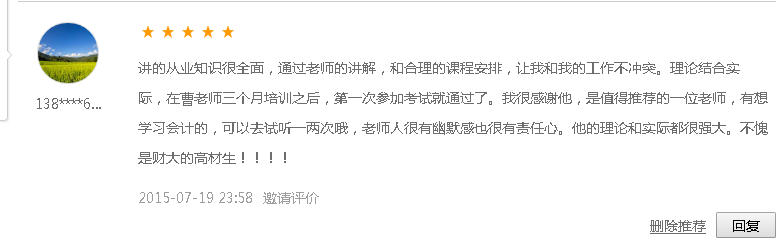 ★★★★★
讲的从业知识很全面，通过老师的讲解，和合理的课程安排，让我和我的工作不冲突。理论结合实
138****6...
际，在曹老师三个月培训之后，第一次参加考试就通过了。我很感谢他，是值得推荐的一位老师，有想
学习会计的，可以去试听一两次哦，老师人很有幽默感也很有责任心。他的理论和实际都很强大。不愧
是财大的高材生！！！！
2015-07-19 23:58 邀请评价
删除推荐 回复